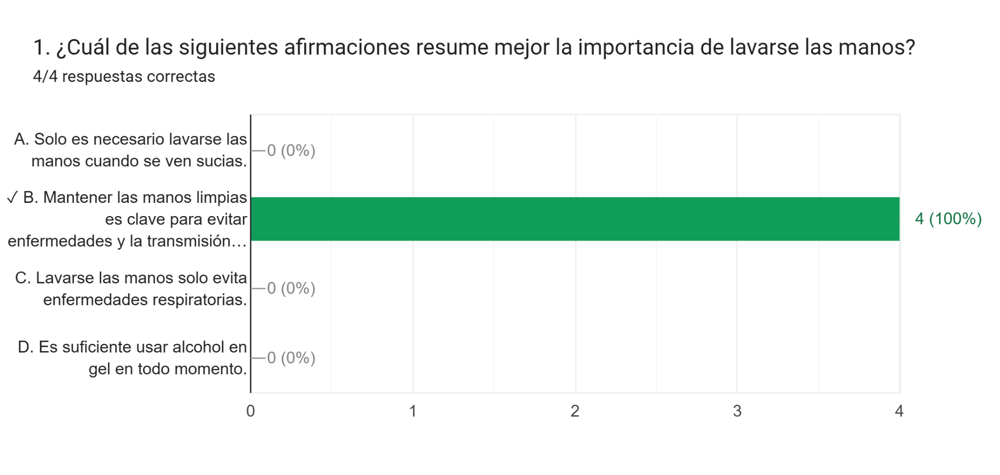 1. ¿Cuál de las siguientes afirmaciones resume mejor la importancia de lavarse las manos?
4/4 respuestas correctas
A. Solo es necesario lavarse las
manos cuando se ven sucias.
0 (0%)
✓ B. Mantener las manos limpias
es clave para evitar
enfermedades y la transmisión…
4 (100%)
C. Lavarse las manos solo evita
enfermedades respiratorias.
0 (0%)
D. Es suficiente usar alcohol en
gel en todo momento.
0 (0%)
0 1 2 3 4